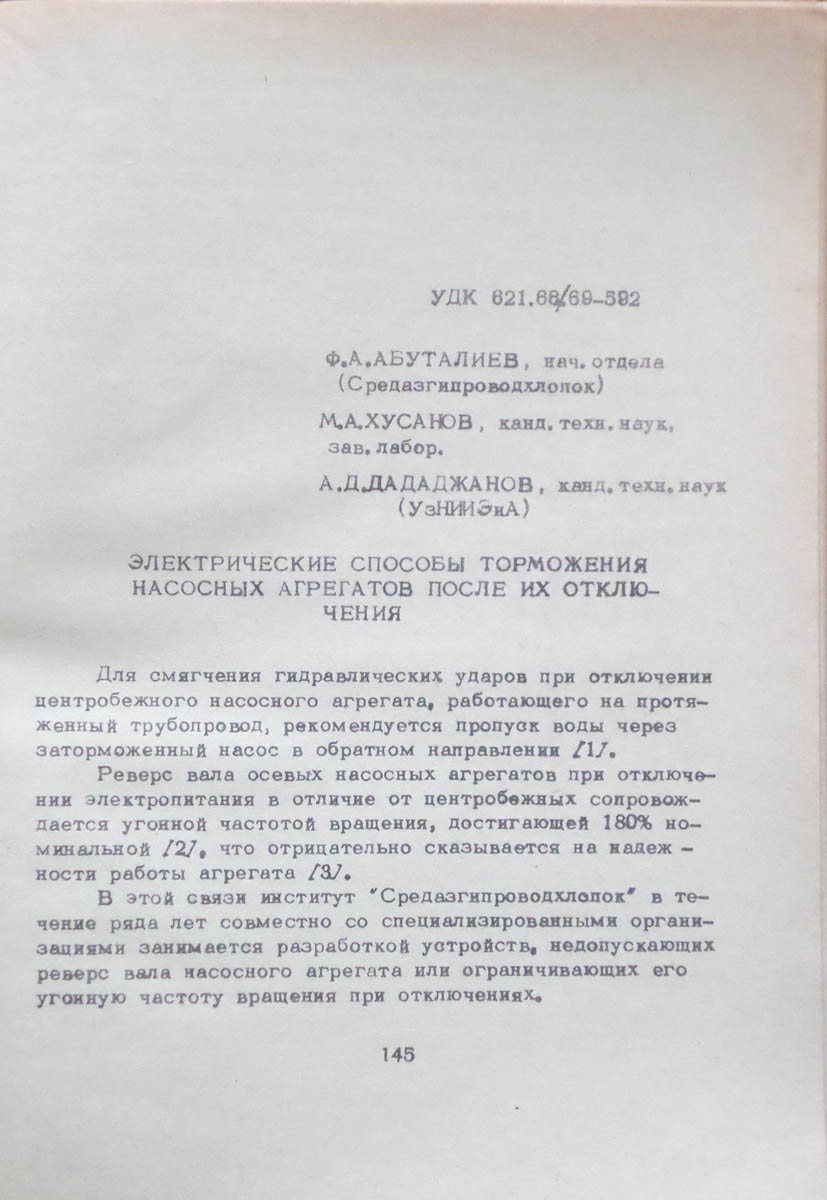 УДК 621.68/69-592
Ф.А.АБУТАЛИЕВ, нач.отдела
(Средазгипроводхлопок)
М.А.ХУСАНОВ, канд.техн.наук,
зав.лабор.
А.Д.ДАДАДЖАНОВ, канд.техн.наук
(УзНИИЭиА)
ЭЛЕКТРИЧЕСКИЕ СПОСОБЫ ТОРМОЖЕНИЯ
НАСОСНЫХ АГРЕГАТОВ ПОСЛЕ ИХ ОТКЛЮ-
ЧЕНИЯ
Для смягчения гидравлических ударов при отключении
центробежного насосного агрегата, работающего на протя-
женный трубопровод, рекомендуется пропуск воды через
заторможенный насос в обратном направлении [1].
Реверс вала осевых насосных агрегатов при отключе-
нии электропитания в отличие от центробежных сопровож-
дается угонной частотой вращения, достигающей 180% но-
минальной [2], что отрицательно сказывается на надеж -
ности работы агрегата [3].
В этой связи институт "Средазгипроводхлопок" в те-
чение ряда лет совместно со специализированными органи-
зациями занимается разработкой устройств, недопускающих
реверс вала насосного агрегата или ограничивающих его
угонную частоту вращения при отключениях.
145